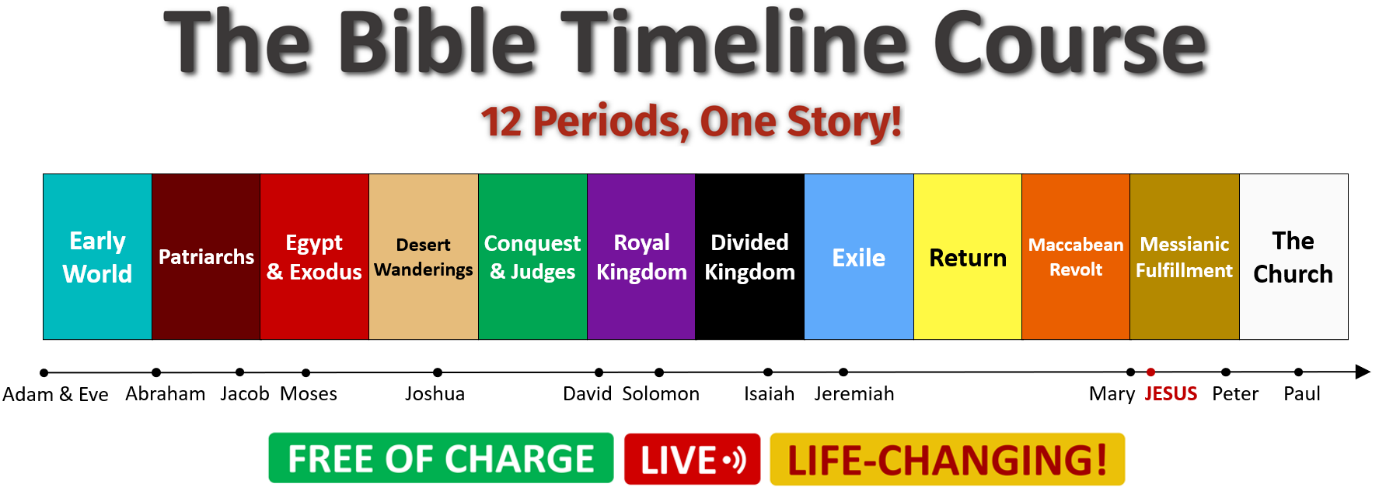 The Bible Timeline Course
12 Periods, One Story!
Early
World
Patriarchs
Egypt
& Exodus
Desert
Wanderings
Conquest
& Judges
Royal
Kingdom
Divided
Kingdom
Exile
Return
Maccabean
Revolt
Messianic
Fulfillment
The
Church
Adam & Eve
Abraham
Jacob
Moses
Joshua
David
Solomon
Isaiah
Jeremiah
Mary
JESUS
Peter
Paul
FREE OF CHARGE
LIVE
LIFE-CHANGING!